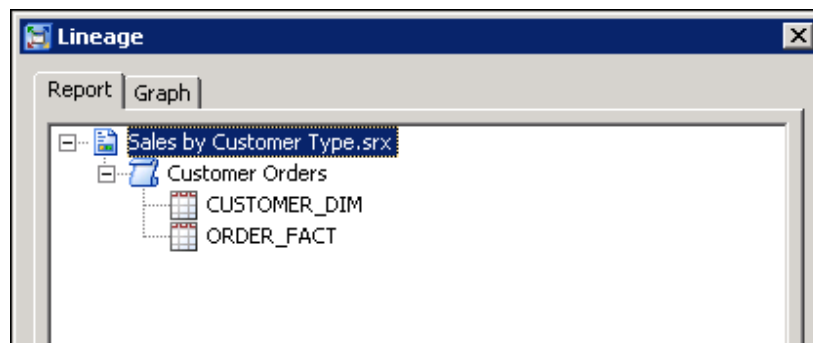 Lineage
Report
Graph
Sales by Customer Type.srx
Customer Orders
CUSTOMER_DIM
ORDER_FACT